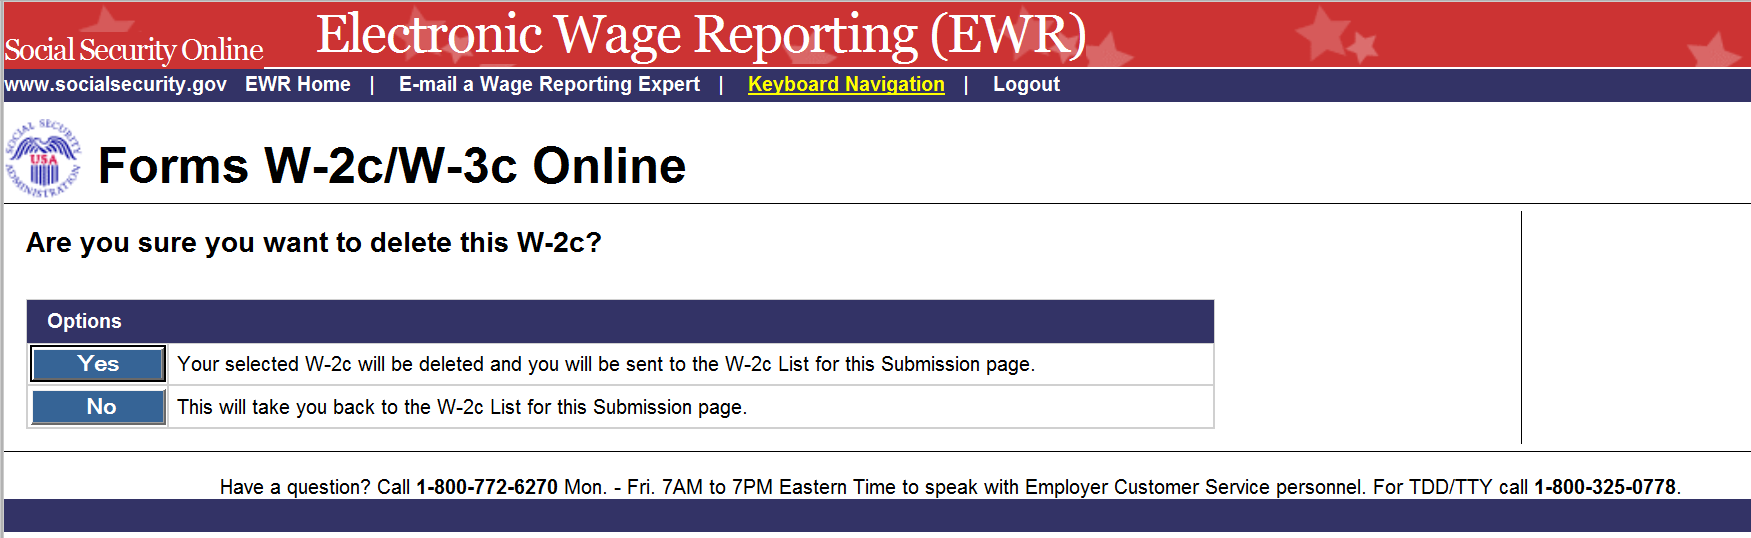 Social Security Online
Electronic Wage Reporting (EWR)
www.socialsecurity.gov EWR Home | E-mail a Wage Reporting Expert | Keyboard Navigation | Logout
SOCIAL SECURITY ADMINISTRATION
USA
Forms W-2c/W-3c Online
Are you sure you want to delete this W-2c?
Options
Yes Your selected W-2c will be deleted and you will be sent to the W-2c List for this Submission page.
No This will take you back to the W-2c List for this Submission page.
Have a question? Call 1-800-772-6270 Mon. - Fri. 7AM to 7PM Eastern Time to speak with Employer Customer Service personnel. For TDD/TTY call 1-800-325-0778.